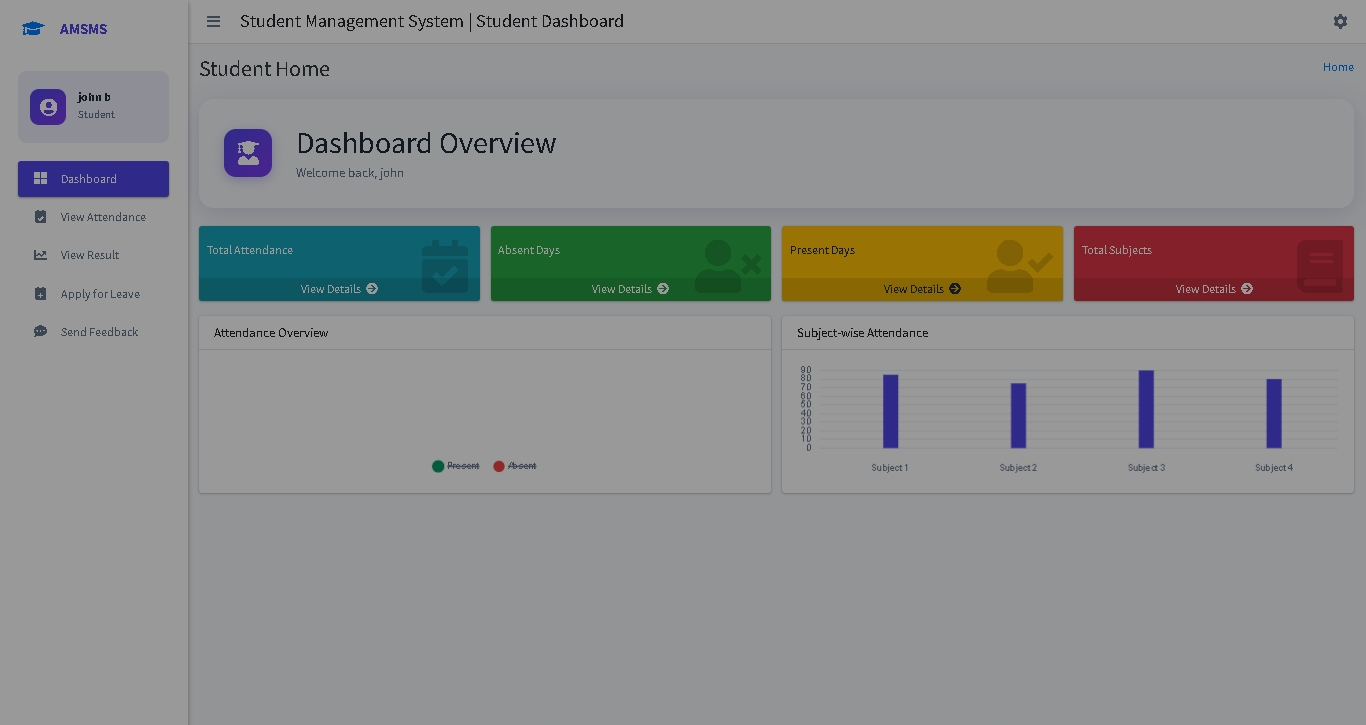 AMSMS
Student Management System | Student Dashboard
john b
Student
Dashboard
View Attendance
View Result
Apply for Leave
Send Feedback
Student Home
Home
Dashboard Overview
Welcome back, john
Total Attendance
View Details
Absent Days
View Details
Present Days
View Details
Total Subjects
View Details
Attendance Overview
Present Absent
Subject-wise Attendance
90
80
70
60
50
40
30
20
10
0
Subject 1 Subject 2 Subject 3 Subject 4